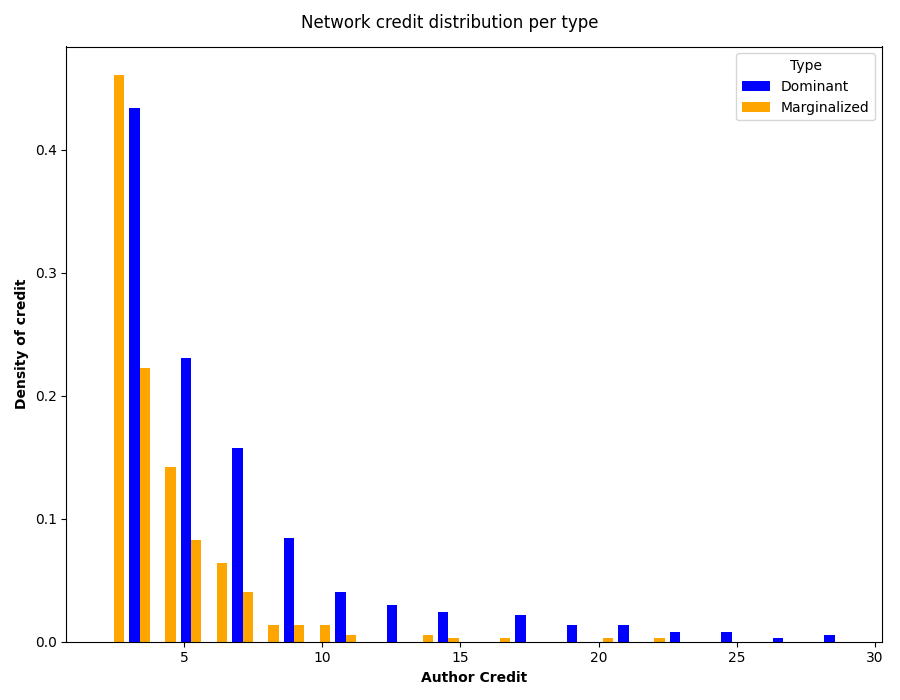 Network credit distribution per type
Type
Dominant
Marginalized
Density of credit
0.4
0.3
0.2
0.1
0.0
5
10
15
20
25
30
Author Credit